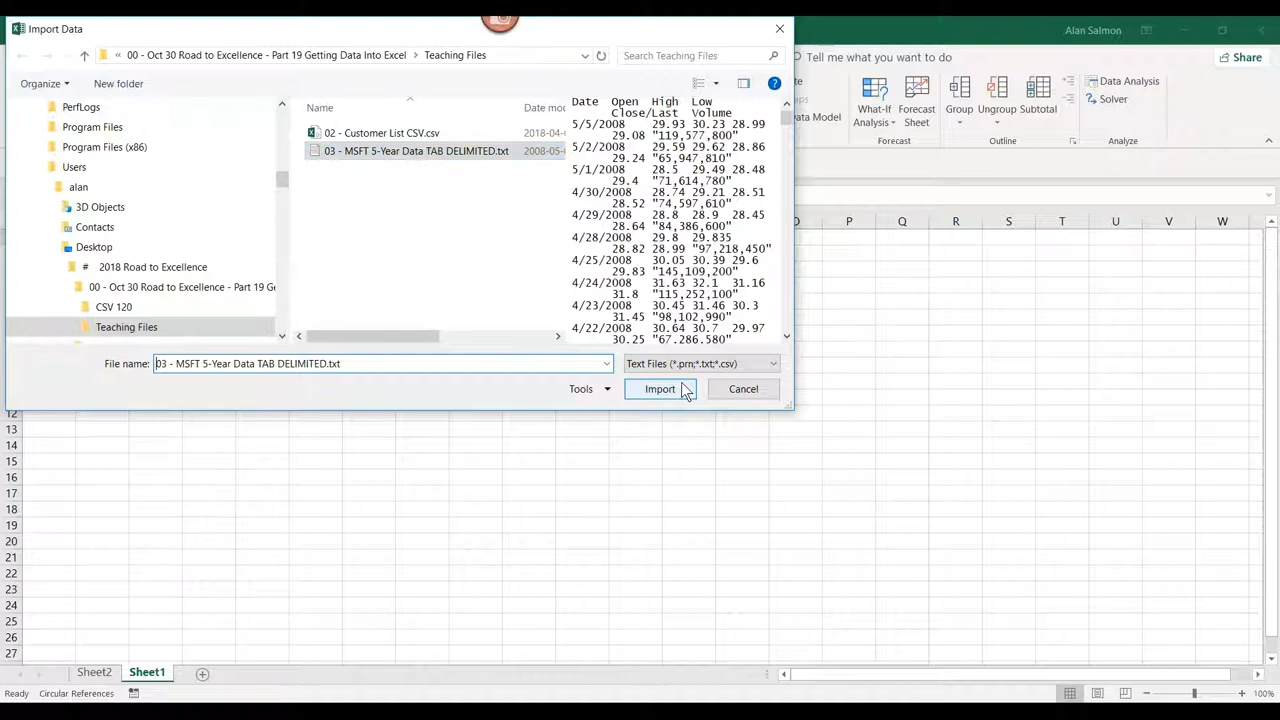 Import Data
Alan Salmon
« 00 - Oct 30 Road to Excellence - Part 19 Getting Data Into Excel › Teaching Files
Search Teaching Files
Tell me what you want to do
Share
Organize
New folder
PerfLogs
Program Files
Program Files (x86)
Users
alan
3D Objects
Contacts
Desktop
# 2018 Road to Excellence
00 - Oct 30 Road to Excellence - Part 19 Ge
CSV 120
Teaching Files
Name
Date mod
02 - Customer List CSV.csv
2018-04-
03 - MSFT 5-Year Data TAB DELIMITED.txt
2008-05-
Date Open High Low
Close/Last Volume
5/5/2008 29.93 30.23 28.99
29.08 "119,577,800"
5/2/2008 29.59 29.62 28.86
29.24 "65,947,810"
5/1/2008 28.5 29.49 28.48
29.4 "71,614,780"
4/30/2008 28.74 29.21 28.51
28.52 "74,597,610"
4/29/2008 28.8 28.9 28.45
28.64 "84,386,600"
4/28/2008 29.8 29.835
28.82 28.99 "97,218,450"
4/25/2008 30.05 30.39 29.6
29.83 "145,109,200"
4/24/2008 31.63 32.1 31.16
31.8 "115,252,100"
4/23/2008 30.45 31.46 30.3
31.45 "98,102,990"
4/22/2008 30.64 30.7 29.97
30.25 "67,286,580"
ata Model
What-If
Analysis
Forecast
Sheet
Forecast
Group
Ungroup
Subtotal
Outline
Data Analysis
Solver
Analyze
File name:
03 - MSFT 5-Year Data TAB DELIMITED.txt
Text Files (*.prn;*.txt;*.csv)
Tools
Import
Cancel
P Q R S T U V W
12
13
14
15
16
17
18
19
20
21
22
23
24
25
26
27
Sheet2
Sheet1
Ready
Circular References
100%